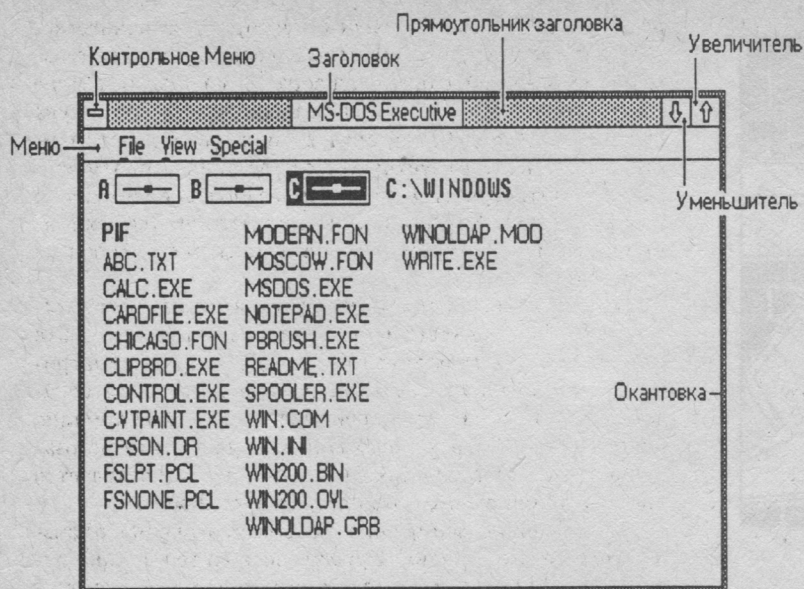 Прямоугольник заголовка
Контрольное Меню
Заголовок
Увеличитель
MS-DOS Executive
Меню
File View Special
Уменьшитель
A B C C:\WINDOWS
PIF MODERN.FON WINOLDAP.MOD
ABC.TXT MOSCOW.FON WRITE.EXE
CALC.EXE MSDOS.EXE
CARDFILE.EXE NOTEPAD.EXE
CHICAGO.FON PBRUSH.EXE
CLIPBRD.EXE README.TXT
CONTROL.EXE SPOOLER.EXE
Окантовка
CVTPAINT.EXE WIN.COM
EPSON.DR WIN.INI
FSLPT.PCL WIN200.BIN
FSNONE.PCL WIN200.OVL
WINOLDAP.GRB